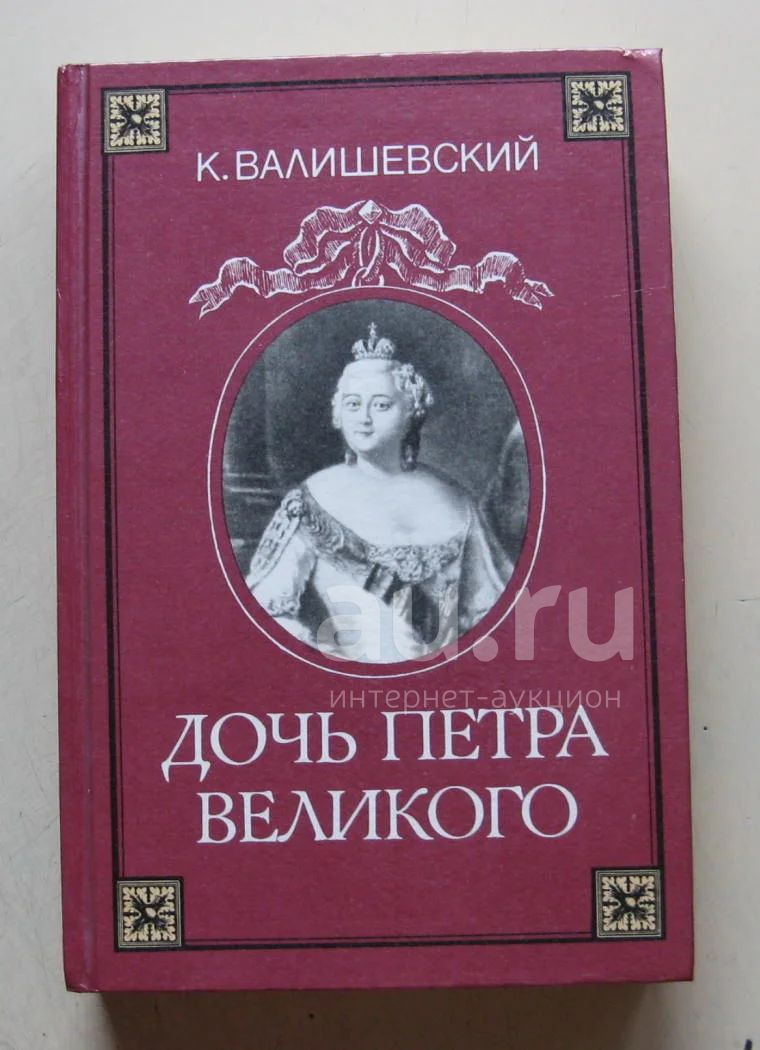 К. ВАЛИШЕВСКИЙ
au.ru
интернет-аукцион
ДОЧЬ ПЕТРА
ВЕЛИКОГО